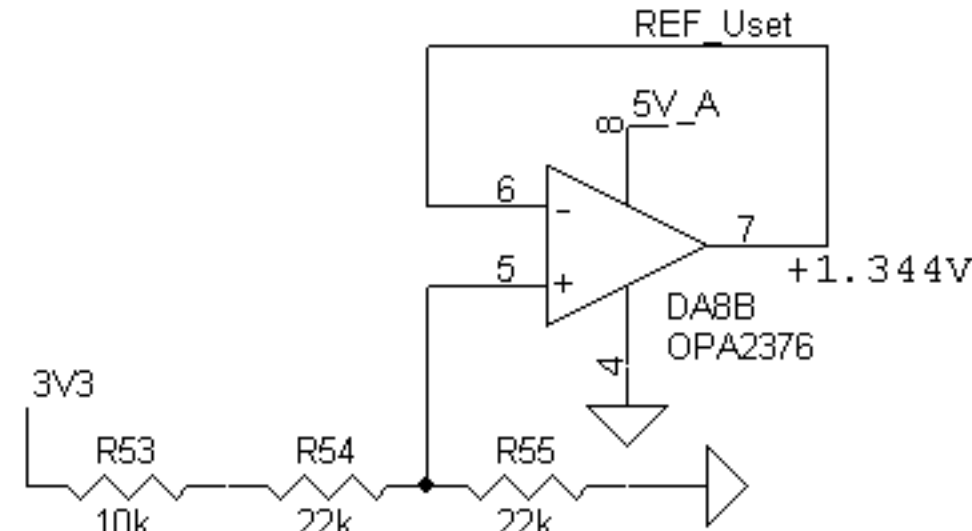 REF_Uset
8
5V_A
6
-
7
5
+
+1.344V
DA8B
OPA2376
4
3V3
R53
R54
R55
10k
22k
22k